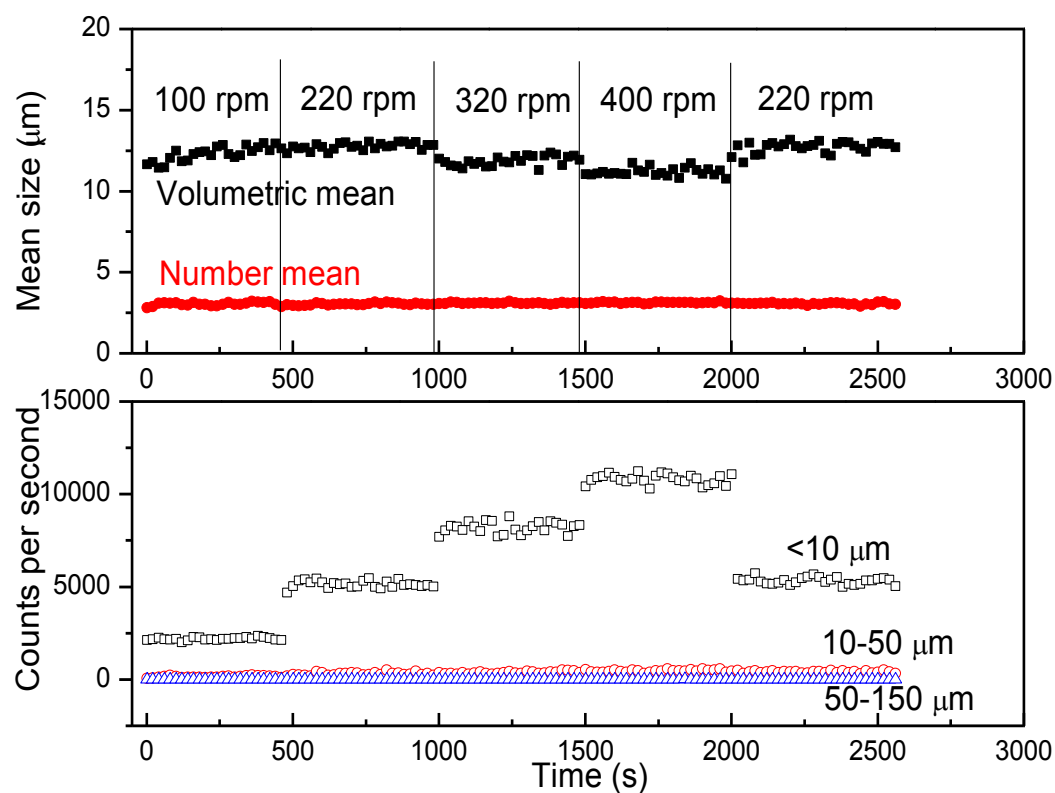 20
15
10
5
0
Mean size (μm)
100 rpm 220 rpm 320 rpm 400 rpm 220 rpm
Volumetric mean
Number mean
0 500 1000 1500 2000 2500 3000
15000
10000
5000
0
Counts per second
<10 μm
10-50 μm
50-150 μm
0 500 1000 1500 2000 2500 3000
Time (s)